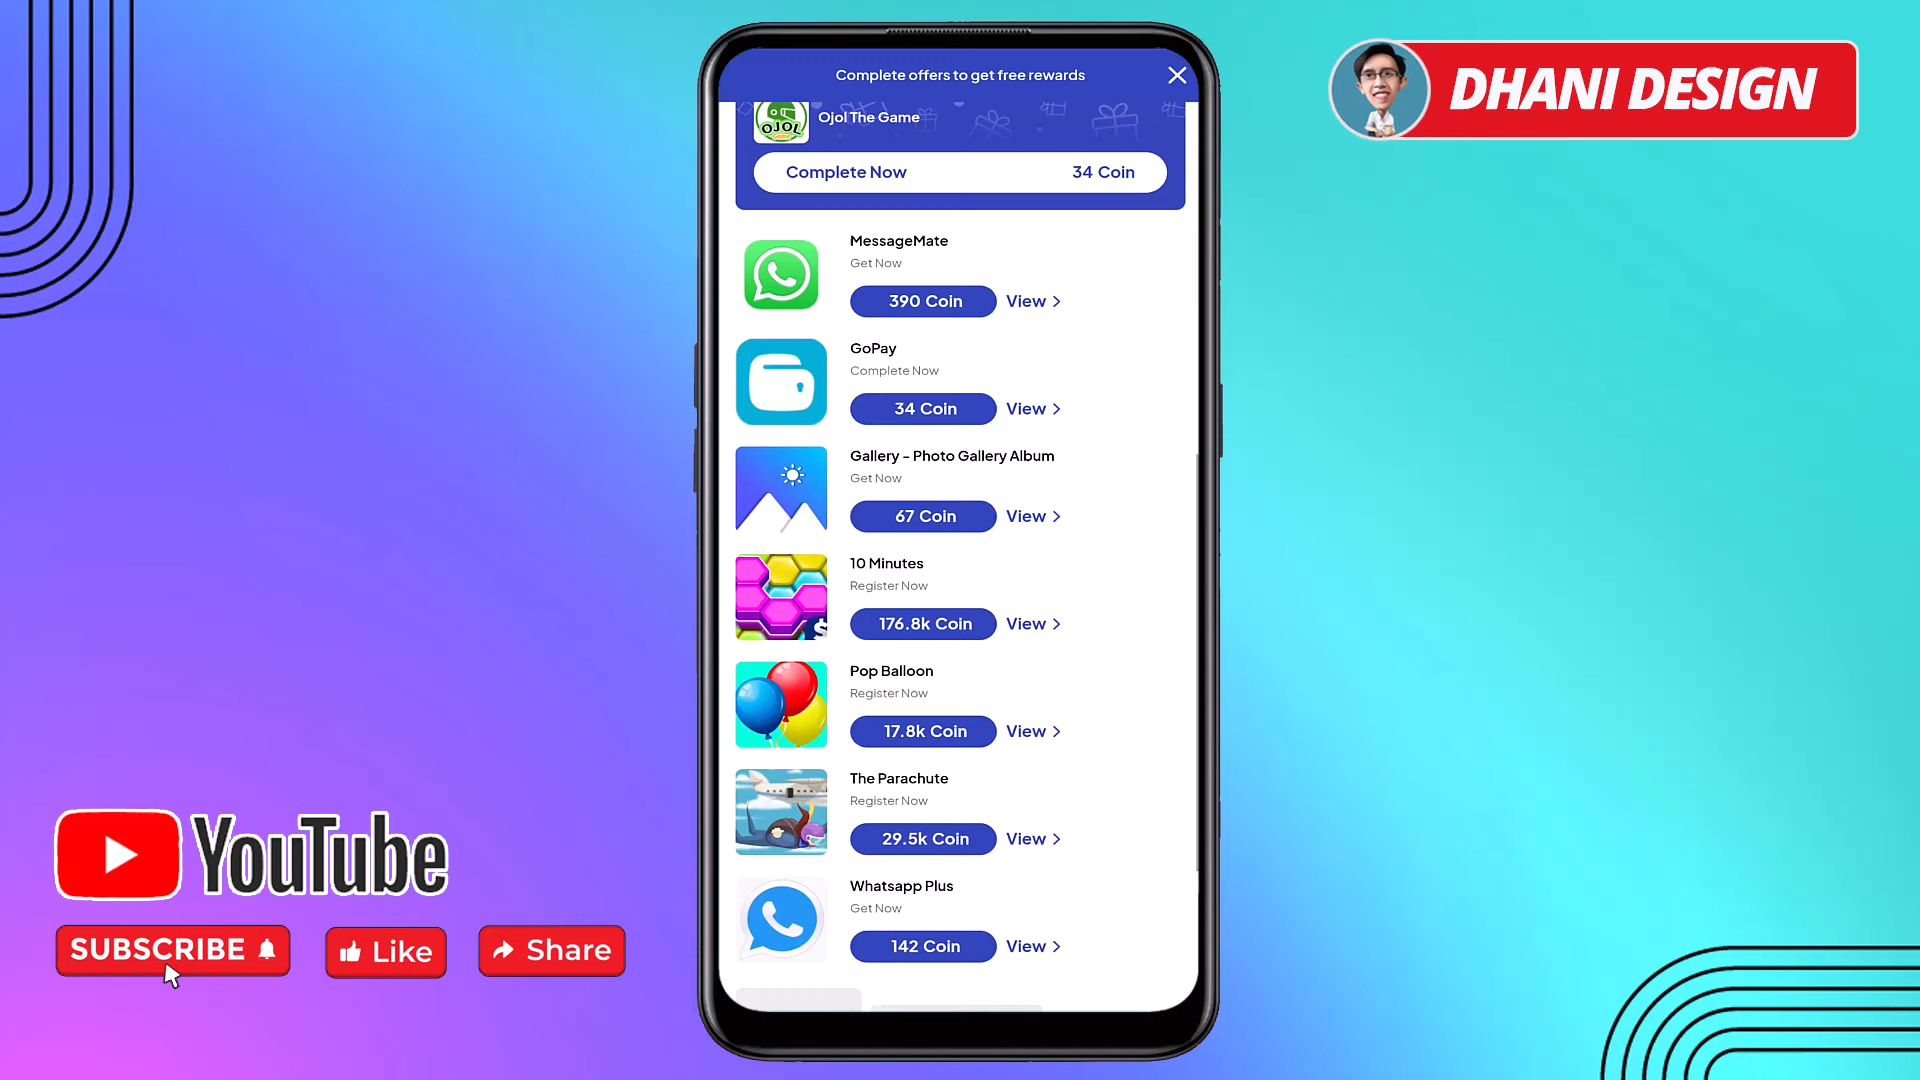 Complete offers to get free rewards
DHANI DESIGN
OJOL
Game
Ojol The Game
Complete Now 34 Coin
MessageMate
Get Now
390 Coin View >
GoPay
Complete Now
34 Coin View >
Gallery - Photo Gallery Album
Get Now
67 Coin View >
10 Minutes
Register Now
$
176.8k Coin View >
Pop Balloon
Register Now
17.8k Coin View >
The Parachute
Register Now
29.5k Coin View >
Whatsapp Plus
Get Now
142 Coin View >
YouTube
SUBSCRIBE
Like
Share